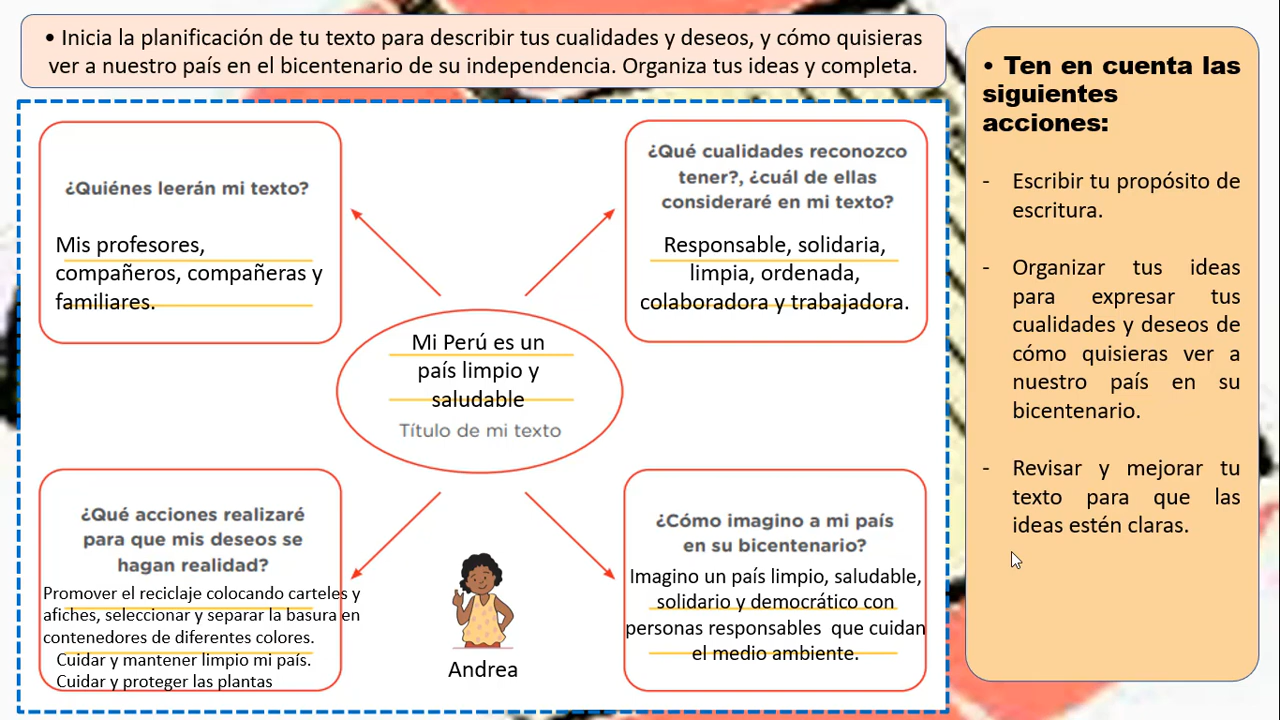 • Inicia la planificación de tu texto para describir tus cualidades y deseos, y cómo quisieras
ver a nuestro país en el bicentenario de su independencia. Organiza tus ideas y completa.
¿Quiénes leerán mi texto?
Mis profesores,
compañeros, compañeras y
familiares.
¿Qué cualidades reconozco
tener?, ¿cuál de ellas
consideraré en mi texto?
Responsable, solidaria,
limpia, ordenada,
colaboradora y trabajadora.
Mi Perú es un
país limpio y
saludable
Título de mi texto
¿Qué acciones realizaré
para que mis deseos se
hagan realidad?
Promover el reciclaje colocando carteles y
afiches, seleccionar y separar la basura en
contenedores de diferentes colores.
Cuidar y mantener limpio mi país.
Cuidar y proteger las plantas
Andrea
¿Cómo imagino a mi país
en su bicentenario?
Imagino un país limpio, saludable,
solidario y democrático con
personas responsables que cuidan
el medio ambiente.
• Ten en cuenta las
siguientes
acciones:
- Escribir tu propósito de
escritura.
- Organizar tus ideas
para expresar tus
cualidades y deseos de
cómo quisieras ver a
nuestro país en su
bicentenario.
- Revisar y mejorar tu
texto para que las
ideas estén claras.